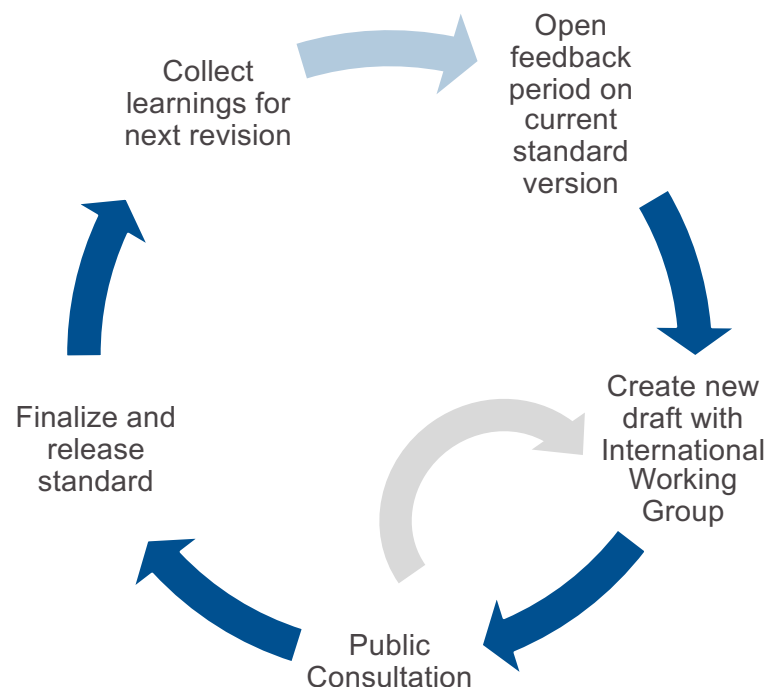 Collect
learnings for
next revision
Open
feedback
period on
current
standard
version
Create new
draft with
International
Working
Group
Public
Consultation
Finalize and
release
standard